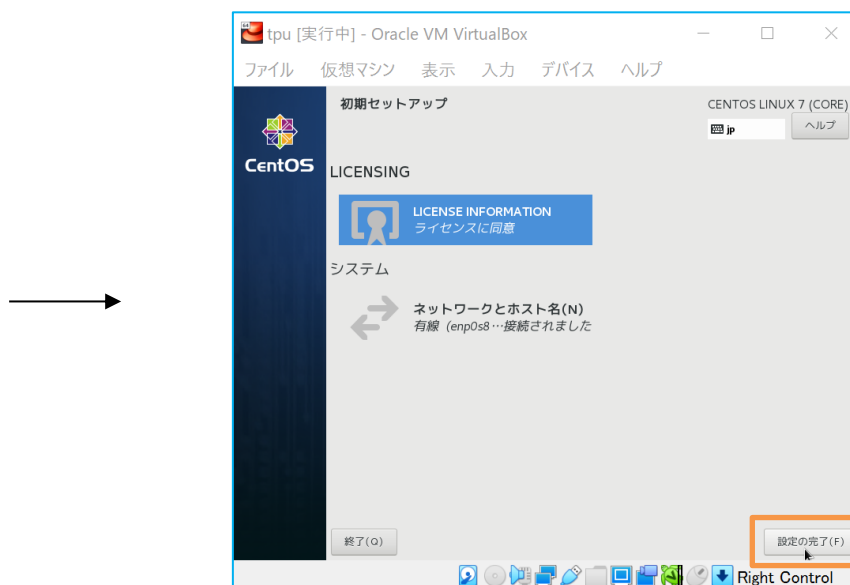 tpu [実行中] - Oracle VM VirtualBox
ファイル 仮想マシン 表示 入力 デバイス ヘルプ
初期セットアップ
CENTOS LINUX 7 (CORE)
jp
ヘルプ
CentOS
LICENSING
LICENSE INFORMATION
ライセンスに同意
システム
ネットワークとホスト名(N)
有線 (enp0s8…接続されました
終了(Q)
設定の完了(F)
Right Control